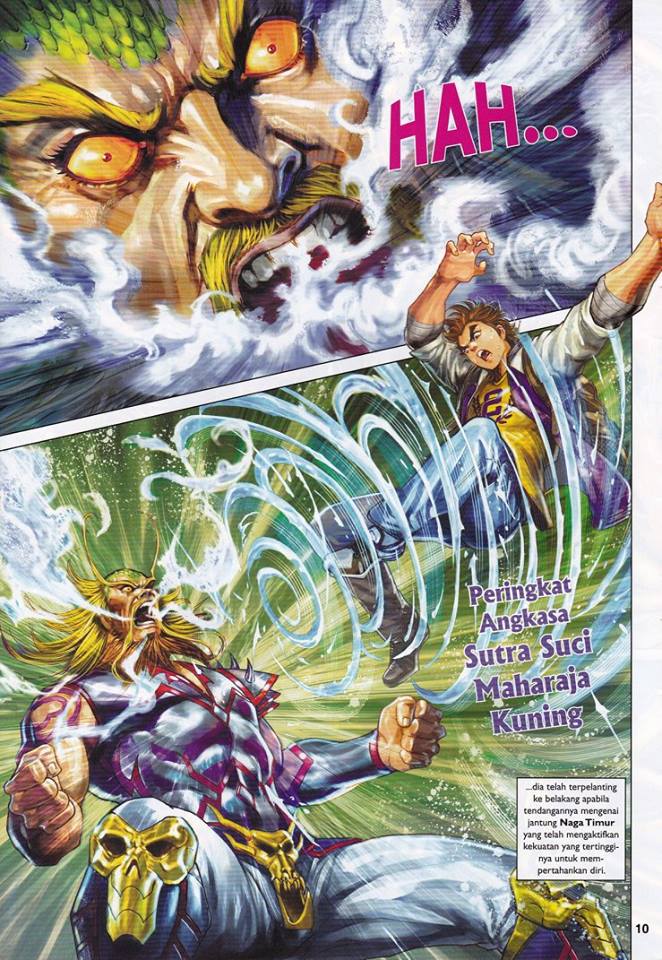 HAH...
Peringkat
Angkasa
Sutra Suci
Maharaja
Kuning
...dia telah terpelanting
ke belakang apabila
tendangannya mengenai
jantung Naga Timur
yang telah mengaktifkan
kekuatan yang tertinggi-
nya untuk mem-
pertahankan diri.
10